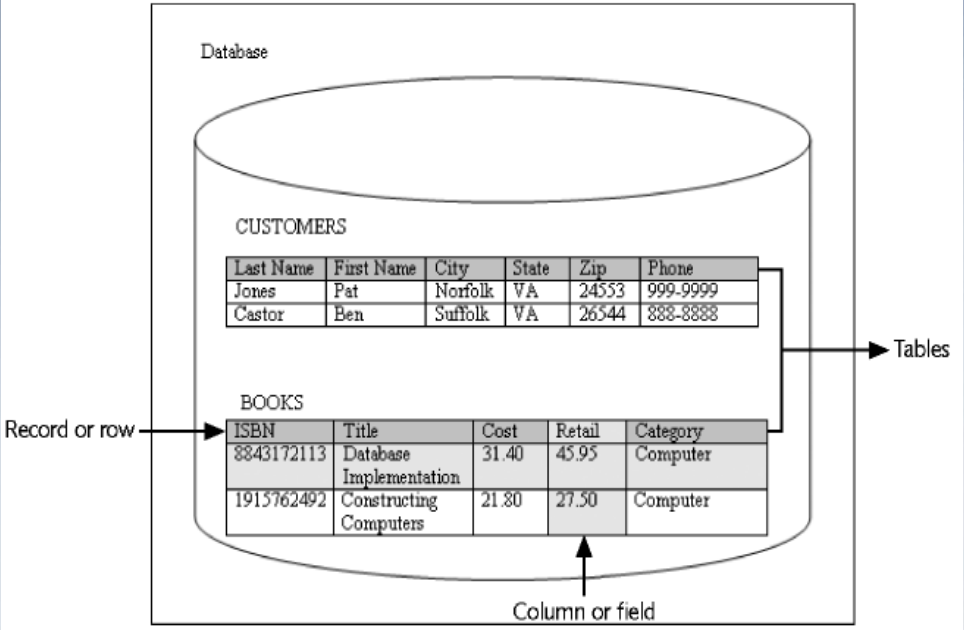 Database
CUSTOMERS
Last Name First Name City State Zip Phone
Jones Pat Norfolk VA 24553 999-9999
Castor Ben Suffolk VA 26544 888-8888
Tables
BOOKS
Record or row
ISBN Title Cost Retail Category
8843172113 Database 31.40 45.95 Computer
Implementation
1915762492 Constructing 21.80 27.50 Computer
Computers
Column or field